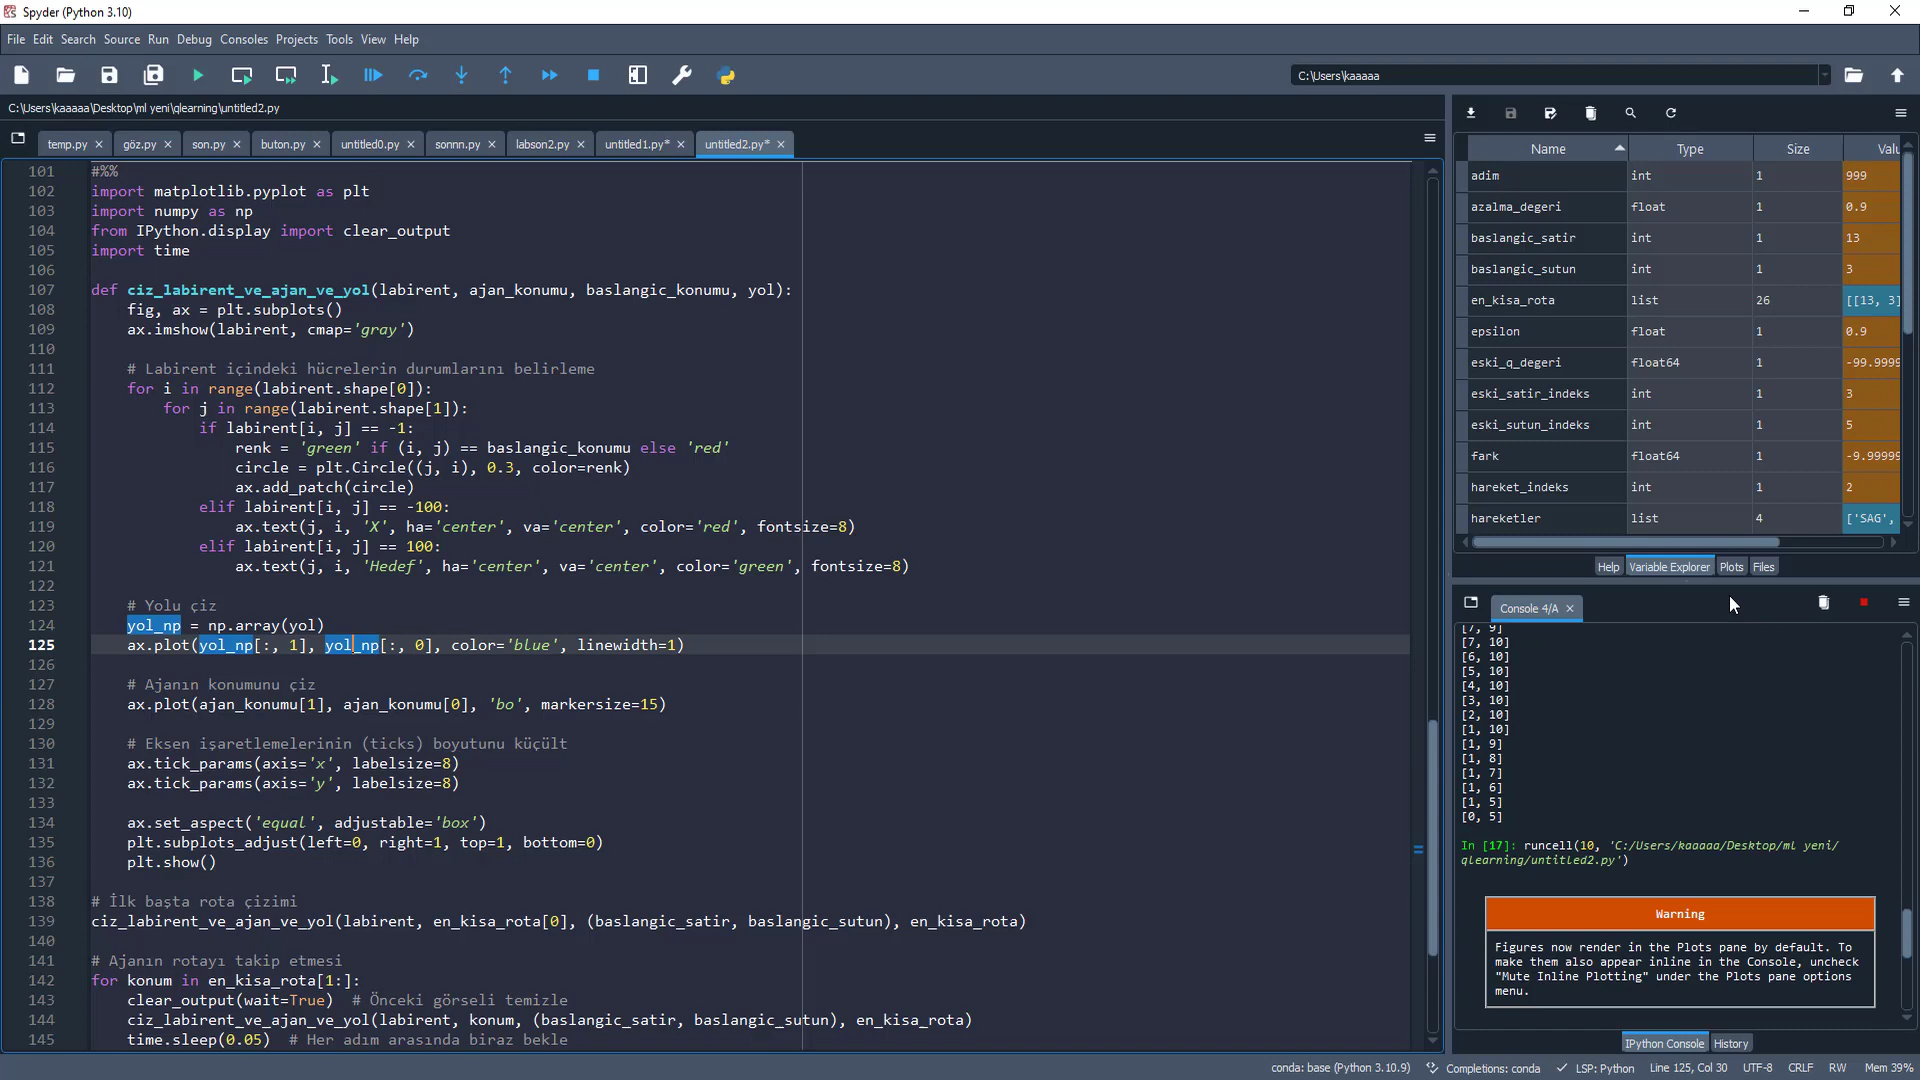 Spyder (Python 3.10)
File Edit Search Source Run Debug Consoles Projects Tools View Help
C:\Users\kaaaaa
C:\Users\kaaaaa\Desktop\ml yeni\qlearning\untitled2.py
temp.py göz.py son.py buton.py untitled0.py sonnn.py labson2.py untitled1.py* untitled2.py*
101 #%%
102 import matplotlib.pyplot as plt
103 import numpy as np
104 from IPython.display import clear_output
105 import time
106
107 def ciz_labirent_ve_ajan_ve_yol(labirent, ajan_konumu, baslangic_konumu, yol):
108 fig, ax = plt.subplots()
109 ax.imshow(labirent, cmap='gray')
110
111 # Labirent içindeki hücrelerin durumlarını belirleme
112 for i in range(labirent.shape[0]):
113 for j in range(labirent.shape[1]):
114 if labirent[i, j] == -1:
115 renk = 'green' if (i, j) == baslangic_konumu else 'red'
116 circle = plt.Circle((j, i), 0.3, color=renk)
117 ax.add_patch(circle)
118 elif labirent[i, j] == -100:
119 ax.text(j, i, 'X', ha='center', va='center', color='red', fontsize=8)
120 elif labirent[i, j] == 100:
121 ax.text(j, i, 'Hedef', ha='center', va='center', color='green', fontsize=8)
122
123 # Yolu çiz
124 yol_np = np.array(yol)
125 ax.plot(yol_np[:, 1], yol_np[:, 0], color='blue', linewidth=1)
126
127 # Ajanın konumunu çiz
128 ax.plot(ajan_konumu[1], ajan_konumu[0], 'bo', markersize=15)
129
130 # Eksen işaretlemelerinin (ticks) boyutunu küçült
131 ax.tick_params(axis='x', labelsize=8)
132 ax.tick_params(axis='y', labelsize=8)
133
134 ax.set_aspect('equal', adjustable='box')
135 plt.subplots_adjust(left=0, right=1, top=1, bottom=0)
136 plt.show()
137
138 # İlk başta rota çizimi
139 ciz_labirent_ve_ajan_ve_yol(labirent, en_kisa_rota[0], (baslangic_satir, baslangic_sutun), en_kisa_rota)
140
141 # Ajanın rotayı takip etmesi
142 for konum in en_kisa_rota[1:]:
143 clear_output(wait=True) # Önceki görseli temizle
144 ciz_labirent_ve_ajan_ve_yol(labirent, konum, (baslangic_satir, baslangic_sutun), en_kisa_rota)
145 time.sleep(0.05) # Her adım arasında biraz bekle
Name Type Size Valu
adim int 1 999
azalma_degeri float 1 0.9
baslangic_satir int 1 13
baslangic_sutun int 1 3
en_kisa_rota list 26 [[13, 3]
epsilon float 1 0.9
eski_q_degeri float64 1 -99.9999
eski_satir_indeks int 1 3
eski_sutun_indeks int 1 5
fark float64 1 -9.99999
hareket_indeks int 1 2
hareketler list 4 ['SAG',
Help Variable Explorer Plots Files
Console 4/A
[7, 9]
[7, 10]
[6, 10]
[5, 10]
[4, 10]
[3, 10]
[2, 10]
[1, 10]
[1, 9]
[1, 8]
[1, 7]
[1, 6]
[1, 5]
[0, 5]
In [17]: runcell(10, 'C:/Users/kaaaaa/Desktop/ml yeni/
qlearning/untitled2.py')
Warning
Figures now render in the Plots pane by default. To
make them also appear inline in the Console, uncheck
"Mute Inline Plotting" under the Plots pane options
menu.
IPython Console History
conda: base (Python 3.10.9) Completions: conda LSP: Python Line 125, Col 30 UTF-8 CRLF RW Mem 39%